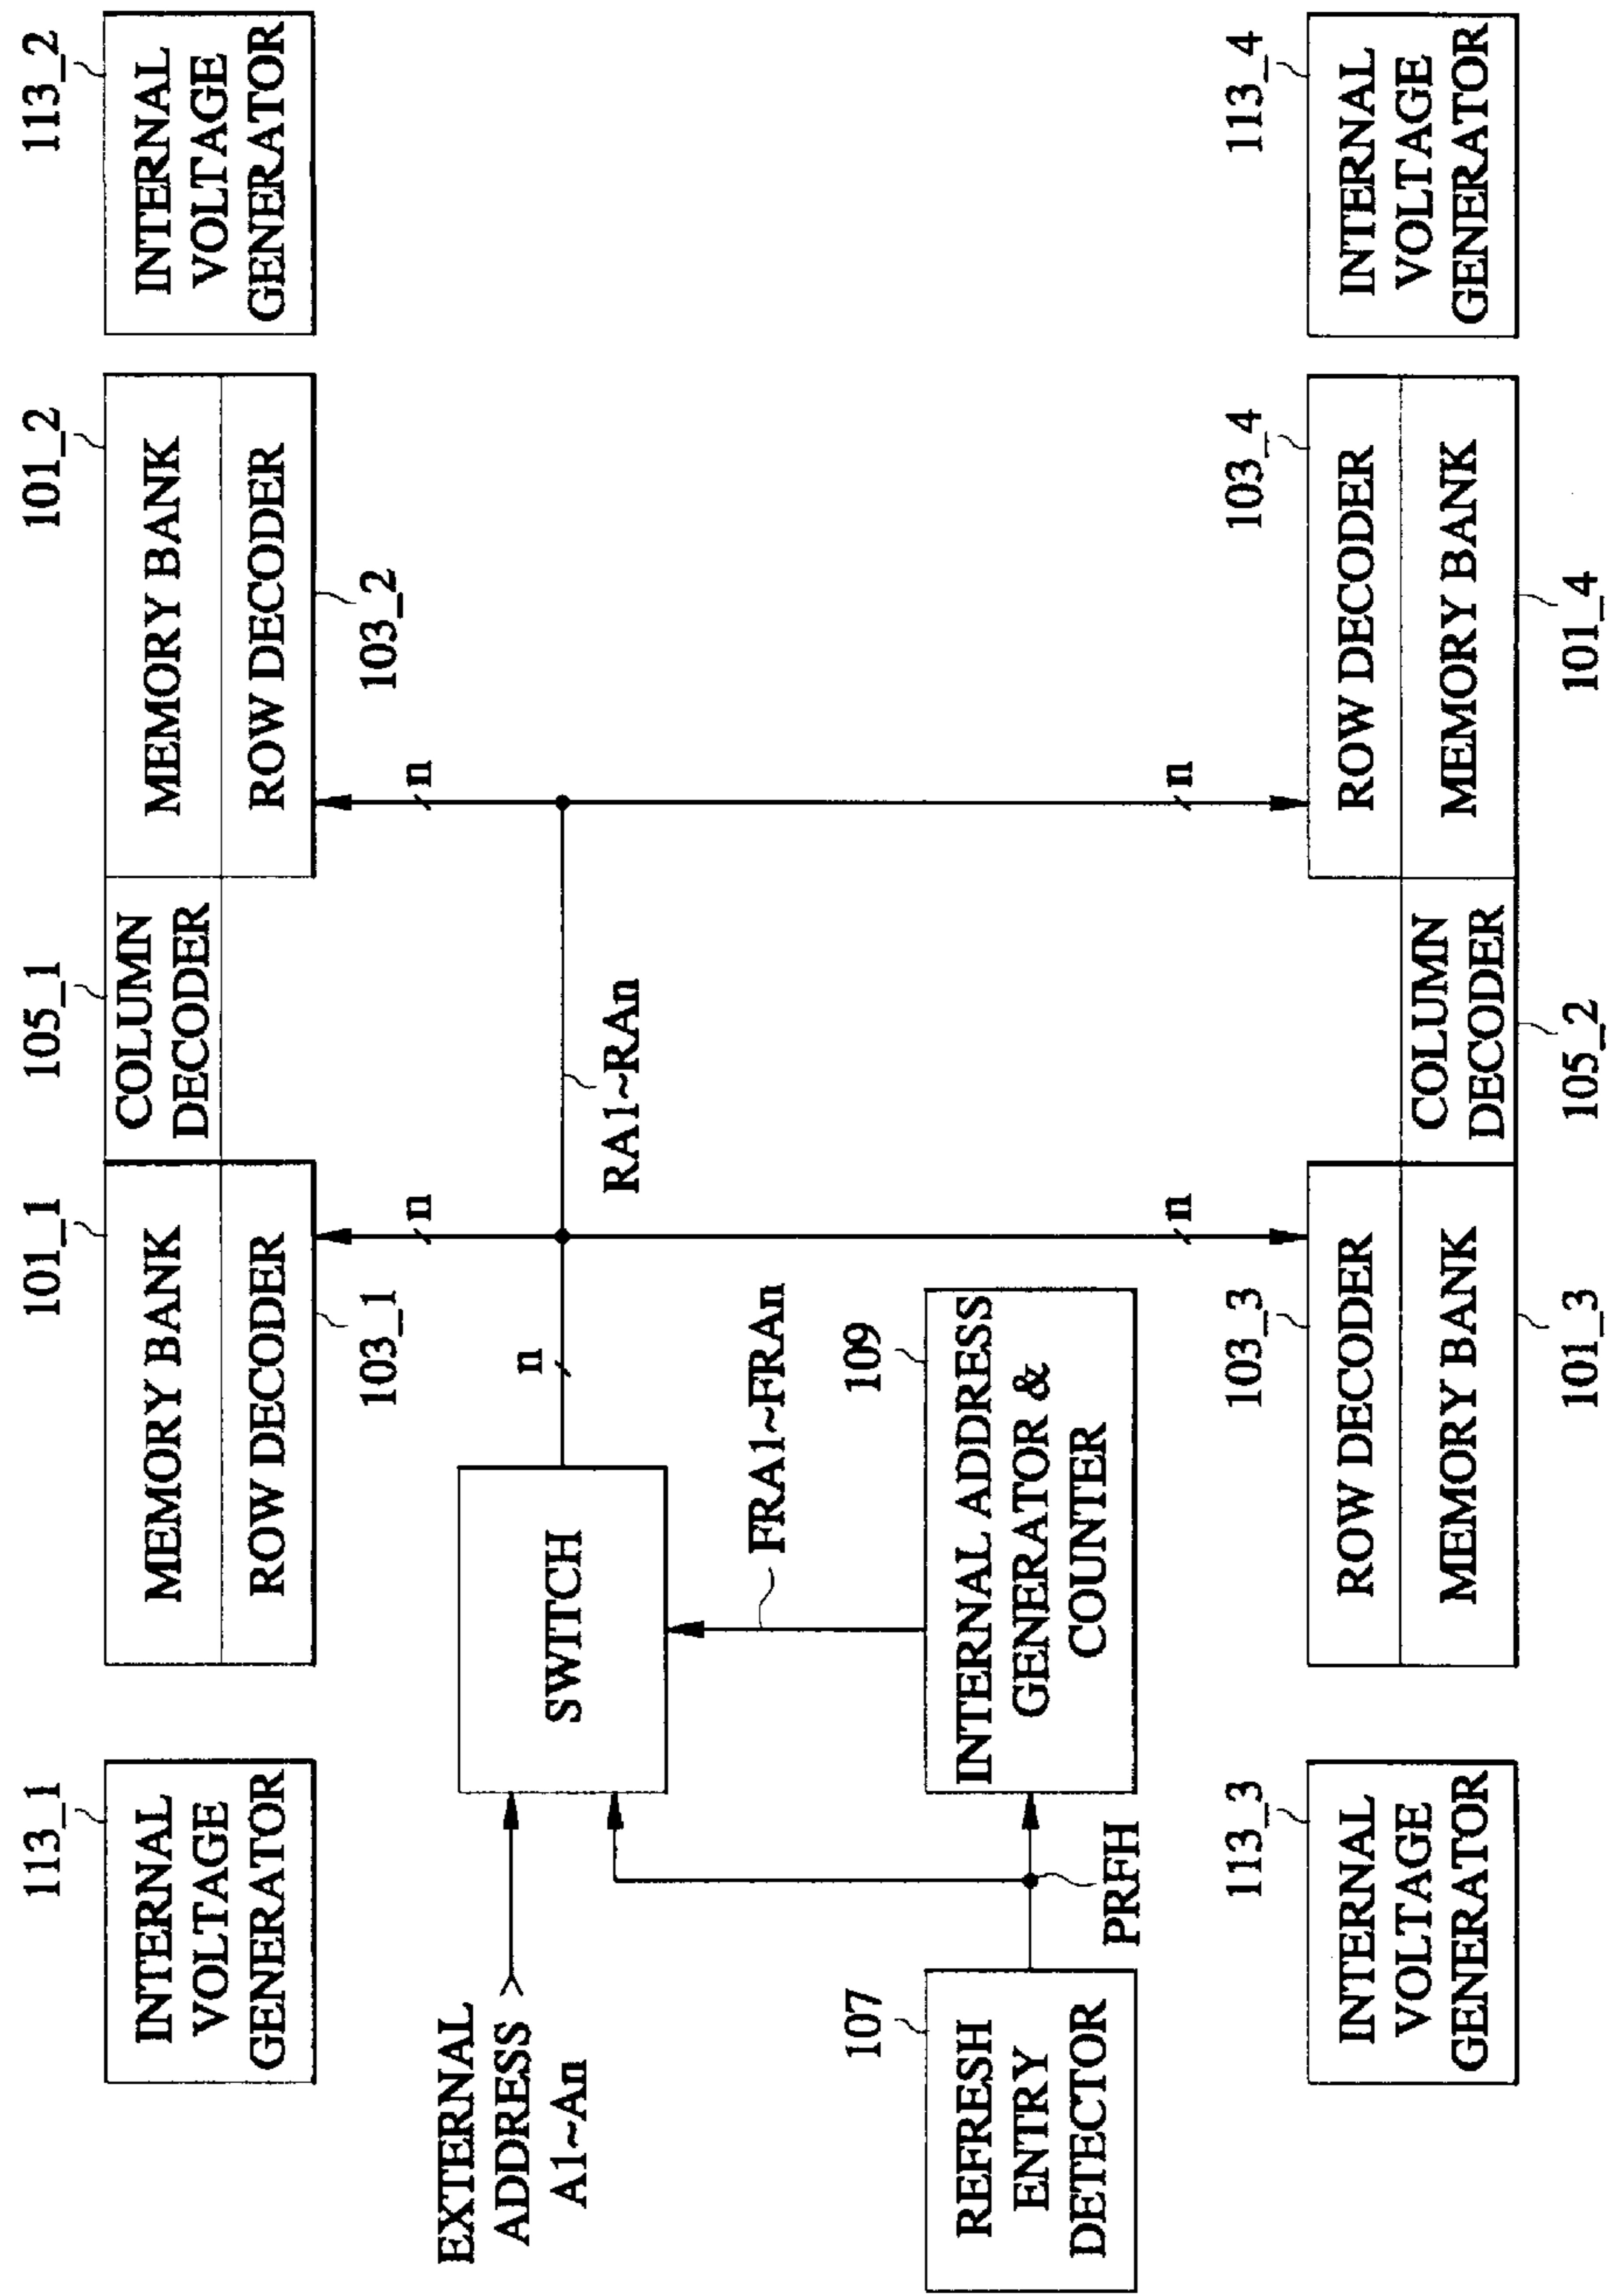 113_1
INTERNAL
VOLTAGE
GENERATOR
101_1
MEMORY BANK
ROW DECODER
103_1
105_1
COLUMN
DECODER
101_2
MEMORY BANK
ROW DECODER
103_2
113_2
INTERNAL
VOLTAGE
GENERATOR
EXTERNAL
ADDRESS
A1~An
SWITCH
n
n
n
RA1~RAn
FRA1~FRAn
107
REFRESH
ENTRY
DETECTOR
PRFH
109
INTERNAL ADDRESS
GENERATOR &
COUNTER
n
n
113_3
INTERNAL
VOLTAGE
GENERATOR
103_3
ROW DECODER
MEMORY BANK
101_3
COLUMN
DECODER
105_2
103_4
ROW DECODER
MEMORY BANK
101_4
113_4
INTERNAL
VOLTAGE
GENERATOR